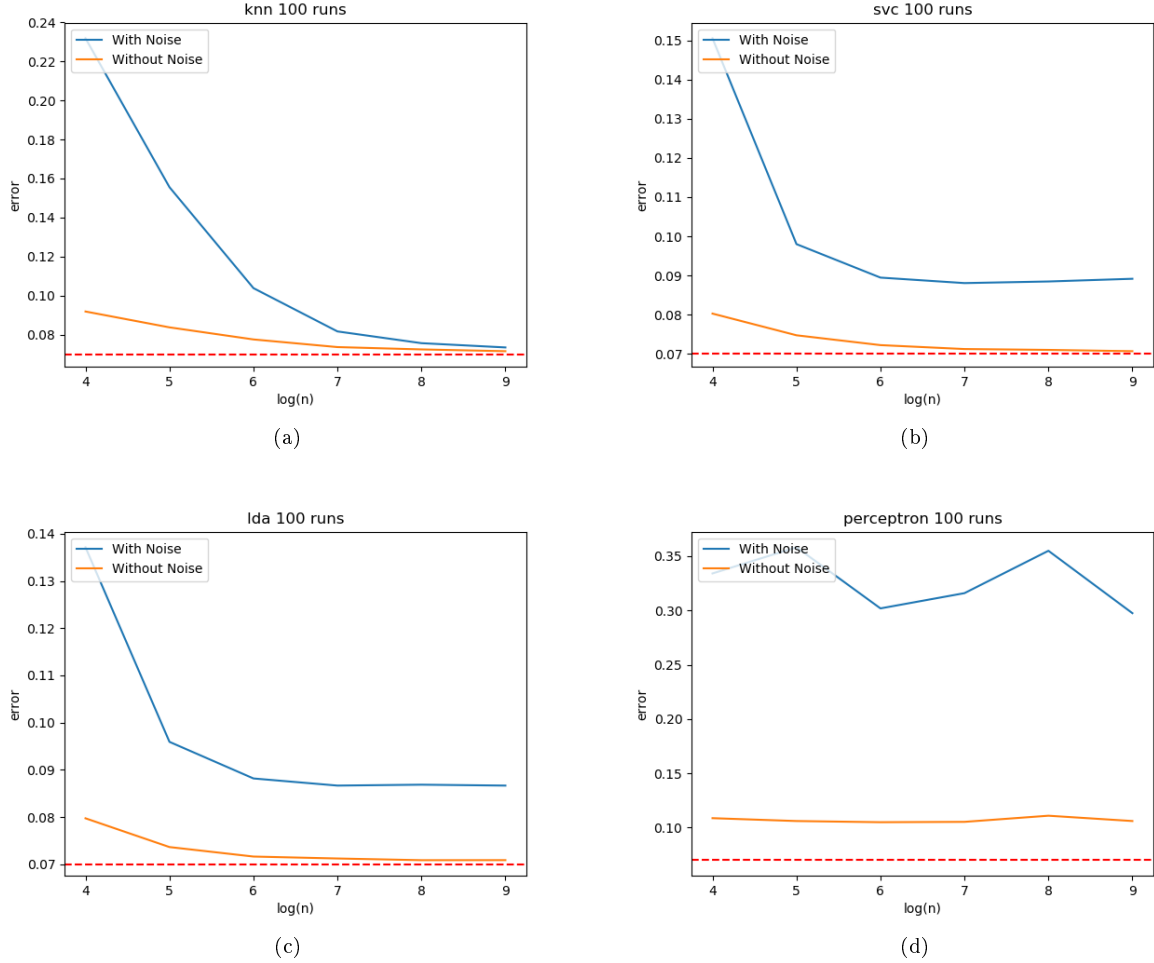 knn 100 runs
With Noise
Without Noise
0.24
0.22
0.20
0.18
0.16
0.14
0.12
0.10
0.08
error
4 5 6 7 8 9
log(n)
(a)
svc 100 runs
With Noise
Without Noise
0.15
0.14
0.13
0.12
0.11
0.10
0.09
0.08
0.07
error
4 5 6 7 8 9
log(n)
(b)
lda 100 runs
With Noise
Without Noise
0.14
0.13
0.12
0.11
0.10
0.09
0.08
0.07
error
4 5 6 7 8 9
log(n)
(c)
perceptron 100 runs
With Noise
Without Noise
0.35
0.30
0.25
0.20
0.15
0.10
error
4 5 6 7 8 9
log(n)
(d)